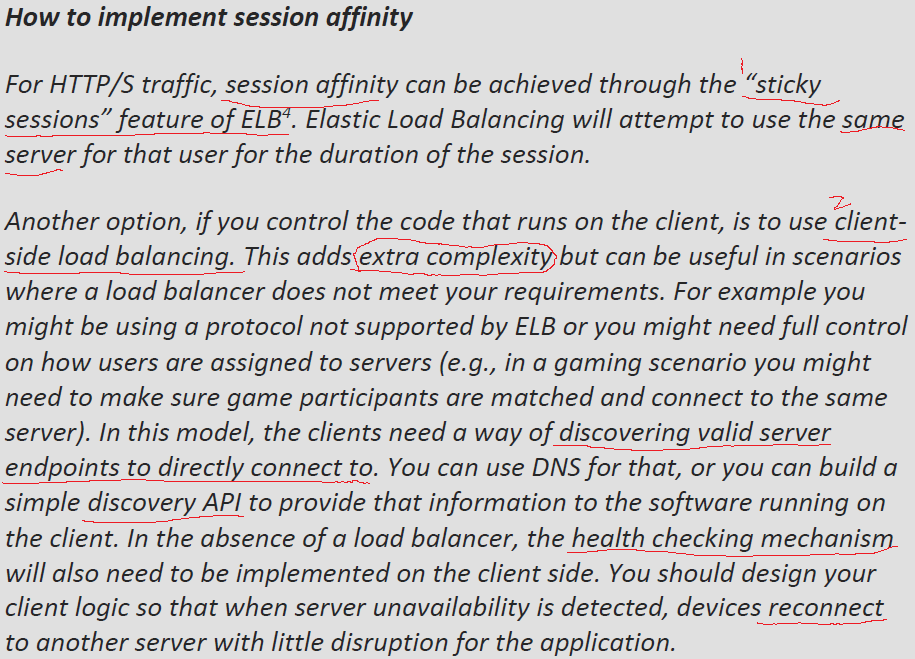 How to implement session affinity
1
For HTTP/S traffic, session affinity can be achieved through the “sticky
sessions” feature of ELB⁴. Elastic Load Balancing will attempt to use the same
server for that user for the duration of the session.
2
Another option, if you control the code that runs on the client, is to use client-
side load balancing. This adds extra complexity but can be useful in scenarios
where a load balancer does not meet your requirements. For example you
might be using a protocol not supported by ELB or you might need full control
on how users are assigned to servers (e.g., in a gaming scenario you might
need to make sure game participants are matched and connect to the same
server). In this model, the clients need a way of discovering valid server
endpoints to directly connect to. You can use DNS for that, or you can build a
simple discovery API to provide that information to the software running on
the client. In the absence of a load balancer, the health checking mechanism
will also need to be implemented on the client side. You should design your
client logic so that when server unavailability is detected, devices reconnect
to another server with little disruption for the application.